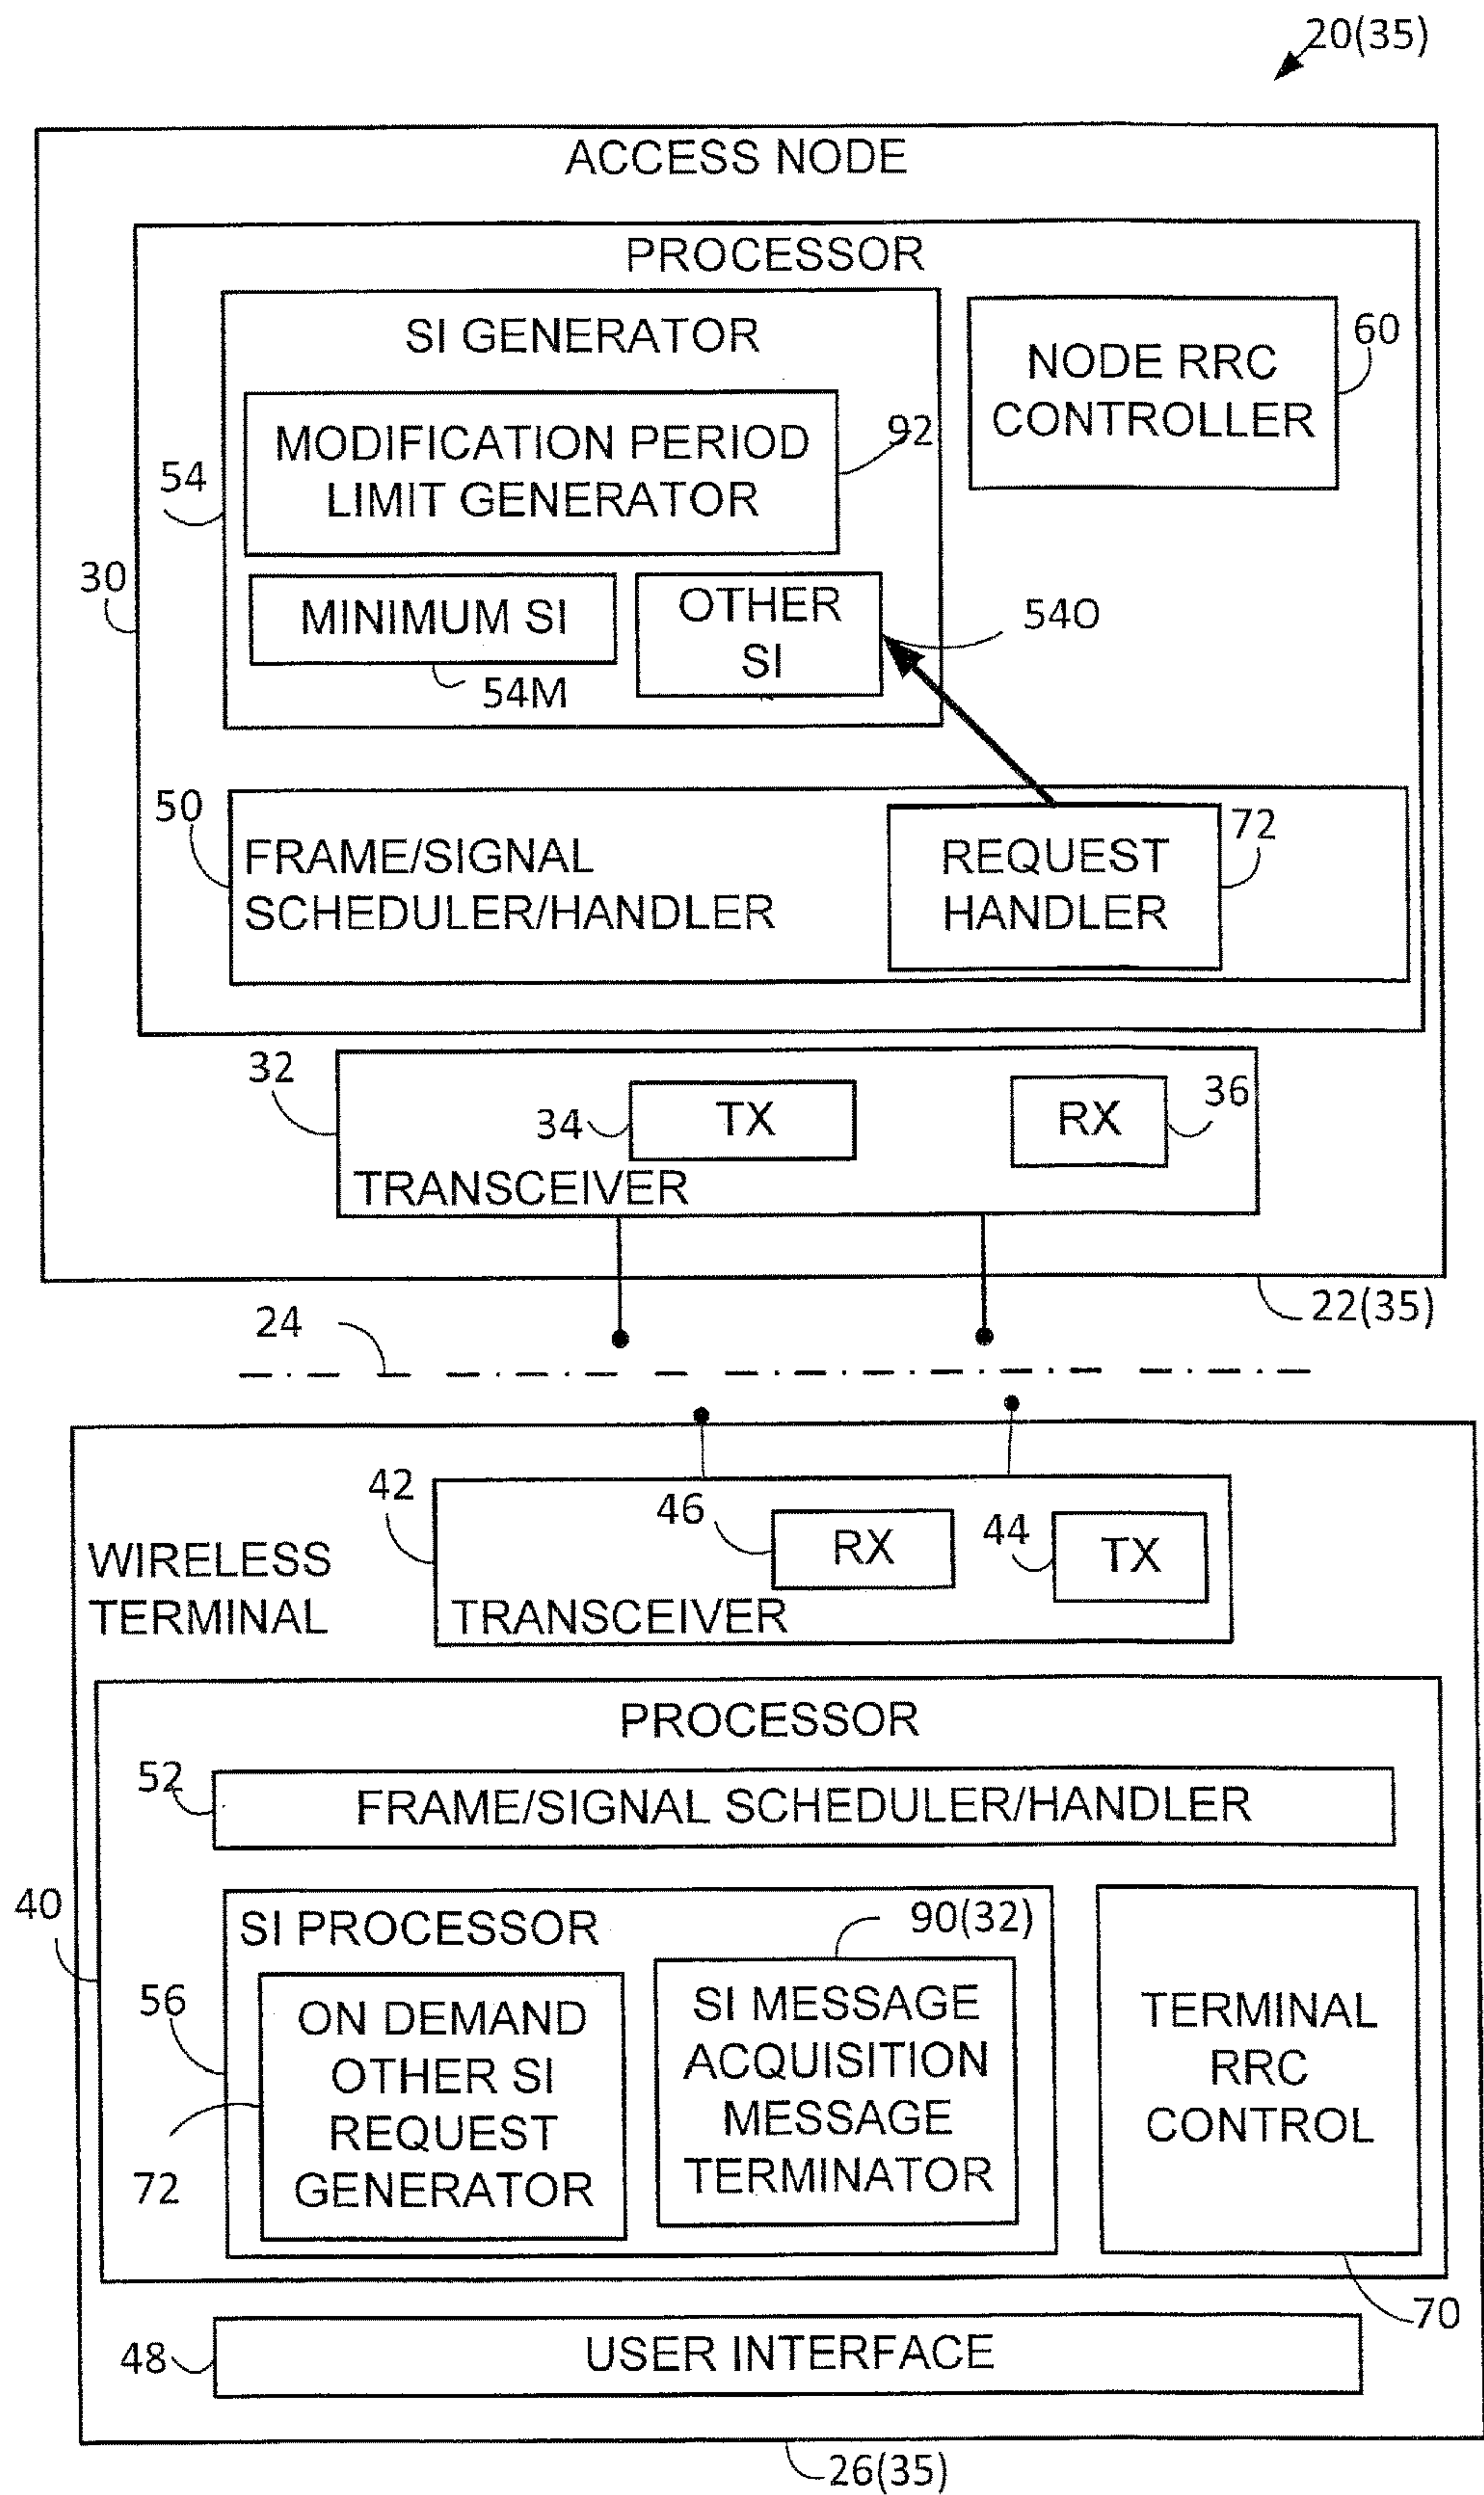 20(35)
ACCESS NODE
PROCESSOR
SI GENERATOR
NODE RRC
CONTROLLER
60
MODIFICATION PERIOD
LIMIT GENERATOR
92
54
30
MINIMUM SI
54M
OTHER
SI
54O
50
FRAME/SIGNAL
SCHEDULER/HANDLER
REQUEST
HANDLER
72
32
34
TX
RX
36
TRANSCEIVER
22(35)
24
42
46
RX
44
TX
WIRELESS
TERMINAL
TRANSCEIVER
PROCESSOR
52
FRAME/SIGNAL SCHEDULER/HANDLER
40
SI PROCESSOR
90(32)
56
ON DEMAND
OTHER SI
REQUEST
GENERATOR
72
SI MESSAGE
ACQUISITION
MESSAGE
TERMINATOR
TERMINAL
RRC
CONTROL
70
48
USER INTERFACE
26(35)